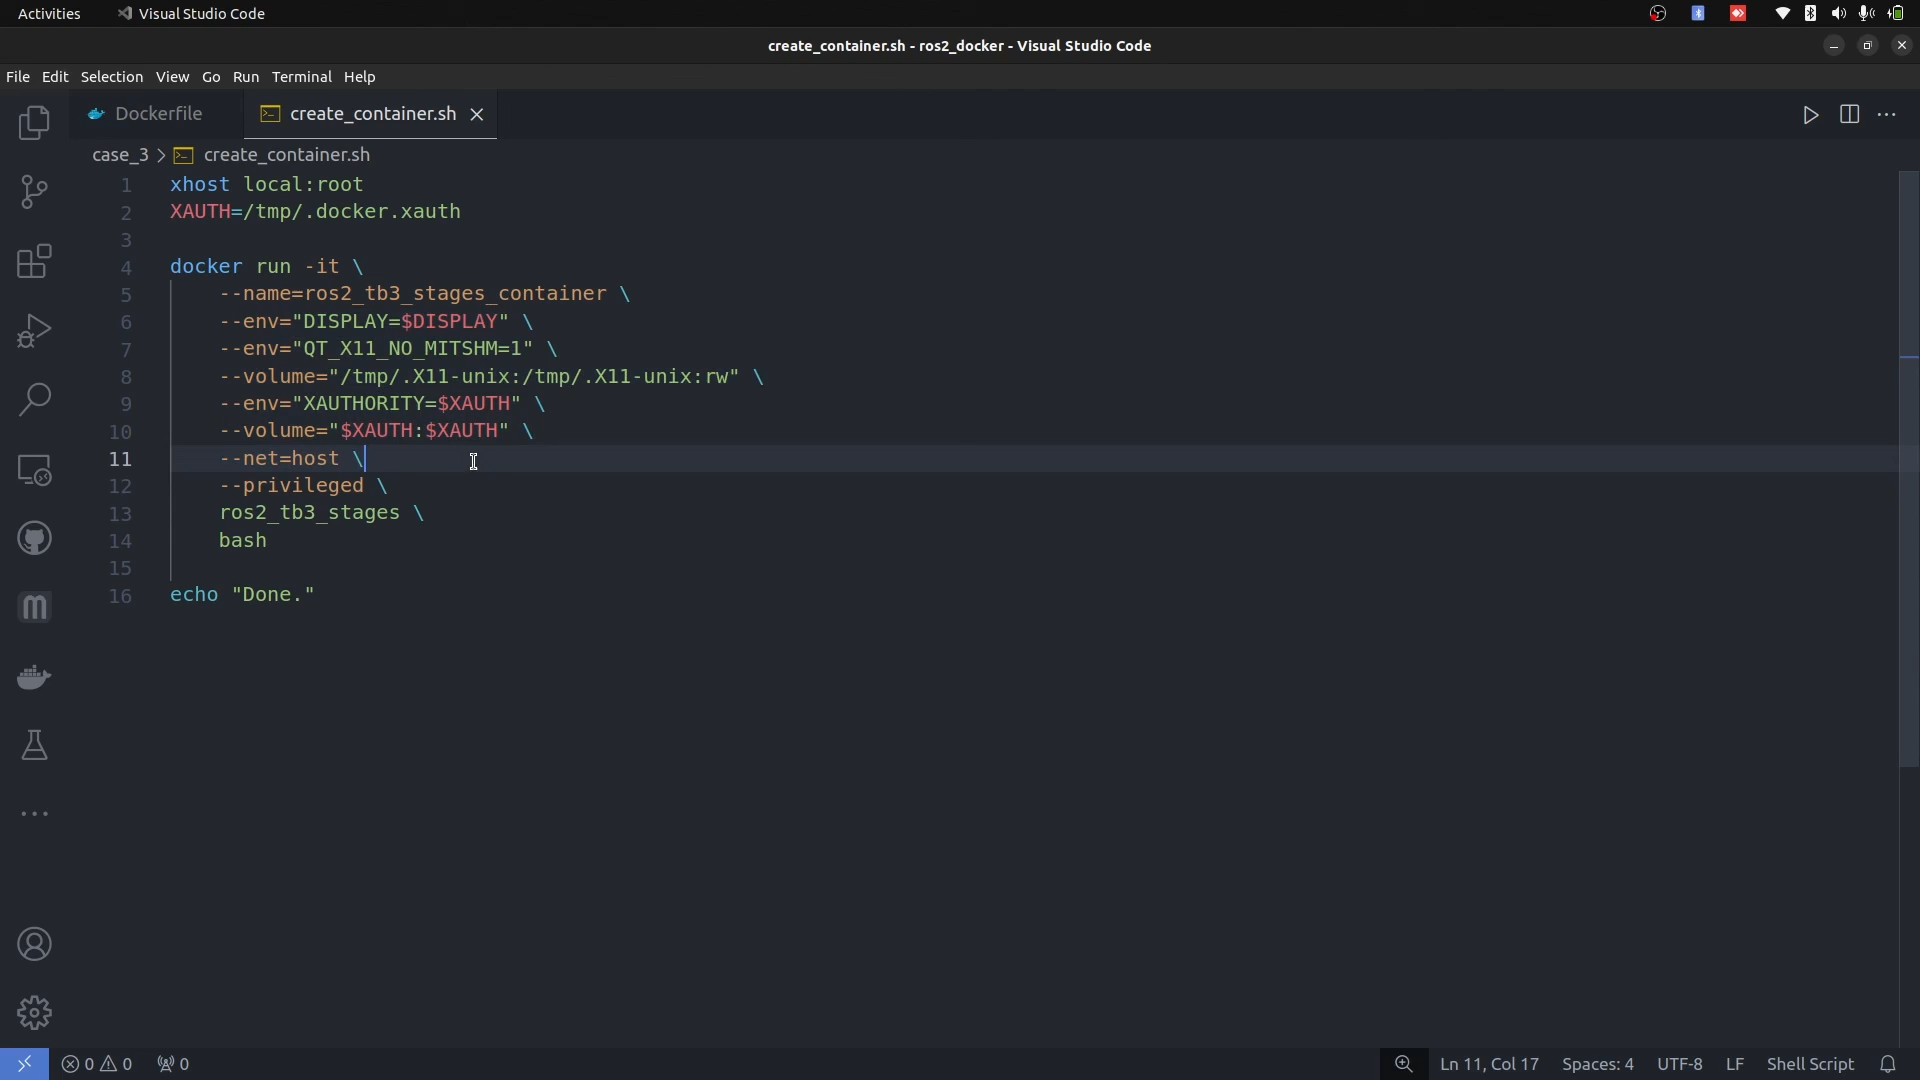 Activities Visual Studio Code
create_container.sh - ros2_docker - Visual Studio Code
File Edit Selection View Go Run Terminal Help
Dockerfile create_container.sh
case_3 > create_container.sh
1 xhost local:root
2 XAUTH=/tmp/.docker.xauth
3
4 docker run -it \
5 --name=ros2_tb3_stages_container \
6 --env="DISPLAY=$DISPLAY" \
7 --env="QT_X11_NO_MITSHM=1" \
8 --volume="/tmp/.X11-unix:/tmp/.X11-unix:rw" \
9 --env="XAUTHORITY=$XAUTH" \
10 --volume="$XAUTH:$XAUTH" \
11 --net=host \
12 --privileged \
13 ros2_tb3_stages \
14 bash
15
16 echo "Done."
0 0 0 Ln 11, Col 17 Spaces: 4 UTF-8 LF Shell Script